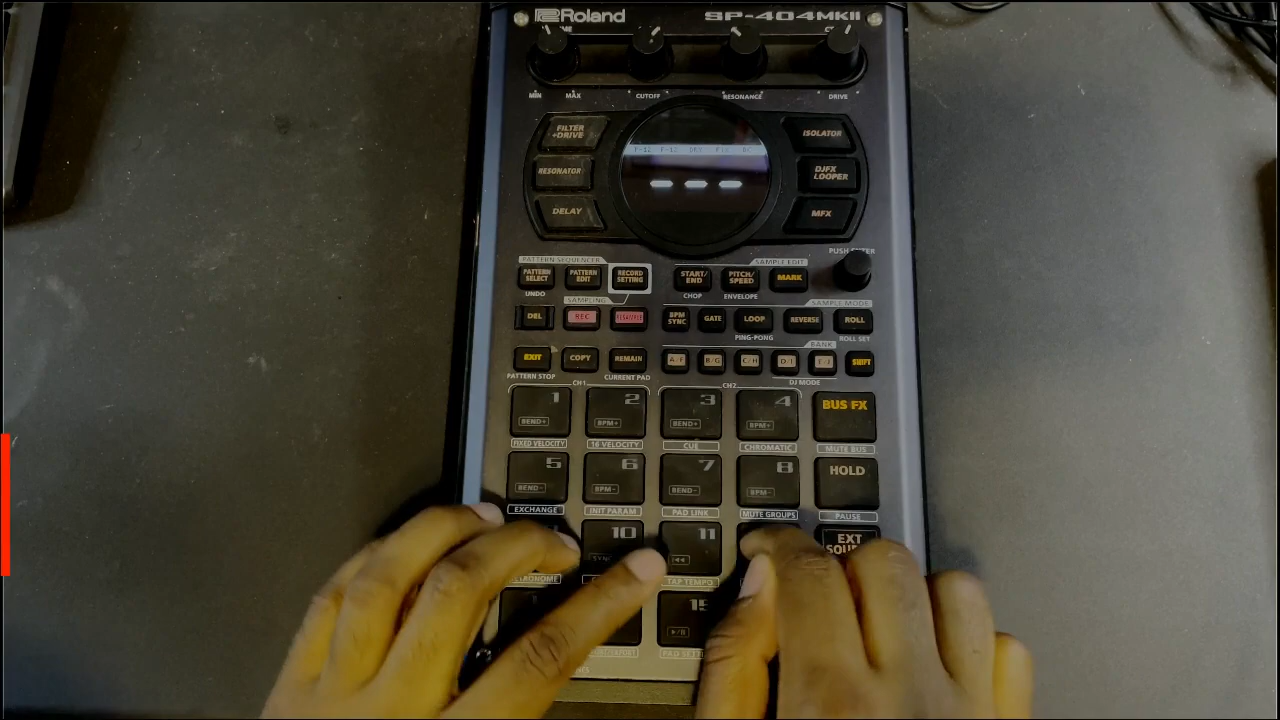 Roland SP-404MKII
MIN MAX CUTOFF RESONANCE DRIVE
FILTER +DRIVE
ISOLATOR
RESONATOR
DJFX LOOPER
DELAY
MFX
PUSH ENTER
PATTERN SEQUENCER SAMPLE EDIT
PATTERN SELECT PATTERN EDIT RECORD SETTING START/ END PITCH/ SPEED MARK
UNDO CHOP ENVELOPE
SAMPLING SAMPLE MODE
DEL REC RESAMPLE BPM SYNC GATE LOOP REVERSE ROLL
PING-PONG ROLL SET
BANK
EXIT COPY REMAIN A/F B/G C/H D/I E/J SHIFT
PATTERN STOP CURRENT PAD DJ MODE
CH1 CH2
1 2 3 4 BUS FX
BEND+ BPM+ BEND+ BPM+
FIXED VELOCITY 16 VELOCITY CUE CHROMATIC MUTE BUS
5 6 7 8 HOLD
BEND- BPM- BEND- BPM-
EXCHANGE INIT PARAM PAD LINK MUTE GROUPS PAUSE
10 11 EXT
TAP TEMPO
15